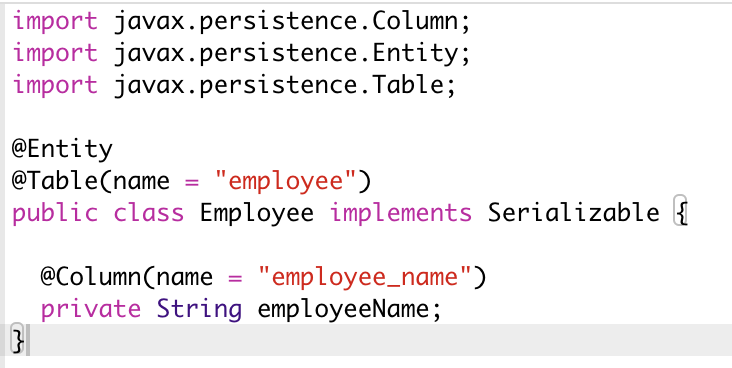 import javax.persistence.Column;
import javax.persistence.Entity;
import javax.persistence.Table;
@Entity
@Table(name = "employee")
public class Employee implements Serializable {
@Column(name = "employee_name")
private String employeeName;
}